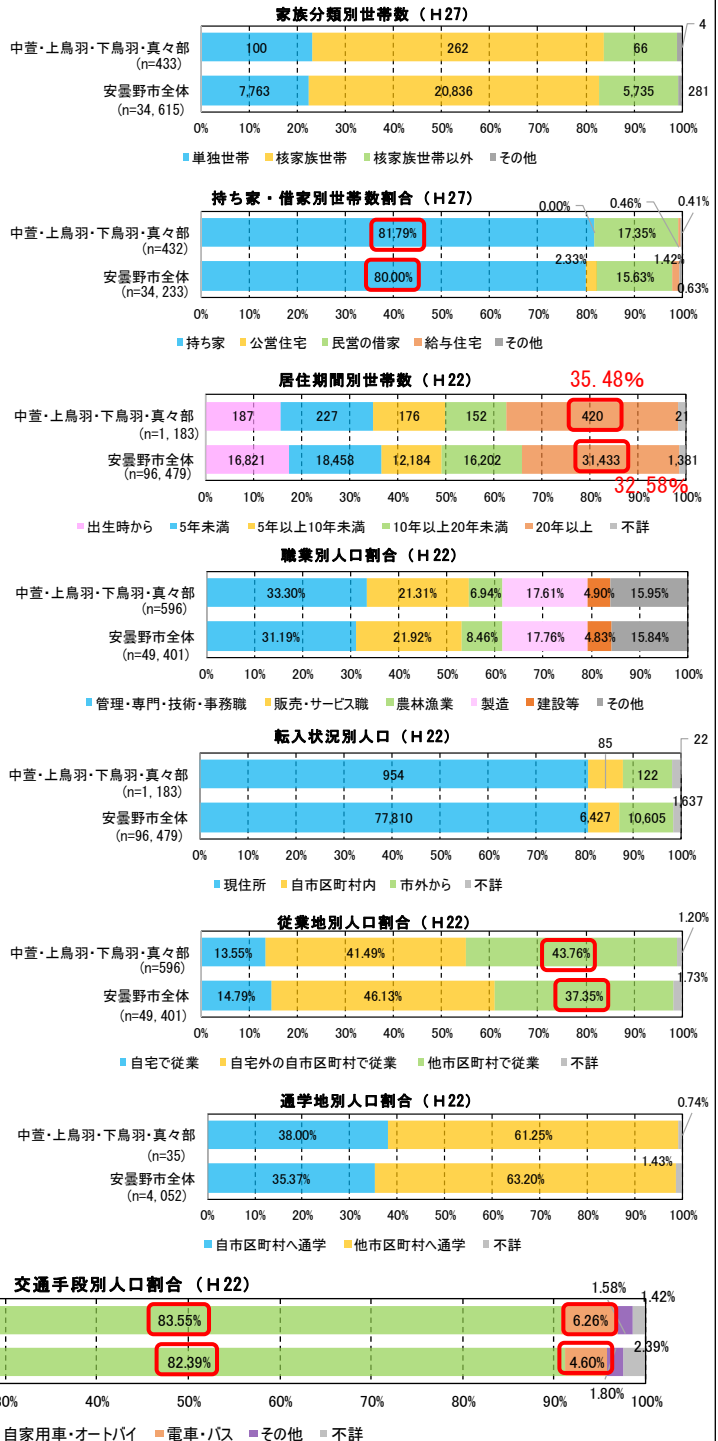 家族分類別世帯数（H27）
4
中萱・上鳥羽・下鳥羽・真々部 100 262 66
(n=433)
安曇野市全体 7,763 20,836 5,735 281
(n=34,615)
0% 10% 20% 30% 40% 50% 60% 70% 80% 90% 100%
■単独世帯 ■核家族世帯 ■核家族世帯以外 ■その他
持ち家・借家別世帯数割合（H27）
0.00% 0.46% 0.41%
中萱・上鳥羽・下鳥羽・真々部 81.79% 17.35%
(n=432)
2.33% 1.42%
安曇野市全体 80.00% 15.63% 0.63%
(n=34,233)
0% 10% 20% 30% 40% 50% 60% 70% 80% 90% 100%
■持ち家 ■公営住宅 ■民営の借家 ■給与住宅 ■その他
居住期間別世帯数（H22） 35.48%
中萱・上鳥羽・下鳥羽・真々部 187 227 176 152 420 21
(n=1,183)
安曇野市全体 16,821 18,458 12,184 16,202 31,433 1,381
(n=96,479)
32.58%
0% 10% 20% 30% 40% 50% 60% 70% 80% 90% 100%
■出生時から ■5年未満 ■5年以上10年未満 ■10年以上20年未満 ■20年以上 ■不詳
職業別人口割合（H22）
中萱・上鳥羽・下鳥羽・真々部 33.30% 21.31% 6.94% 17.61% 4.90% 15.95%
(n=596)
安曇野市全体 31.19% 21.92% 8.46% 17.76% 4.83% 15.84%
(n=49,401)
0% 10% 20% 30% 40% 50% 60% 70% 80% 90% 100%
■管理・専門・技術・事務職 ■販売・サービス職 ■農林漁業 ■製造 ■建設等 ■その他
転入状況別人口（H22）
85 22
中萱・上鳥羽・下鳥羽・真々部 954 122
(n=1,183)
1,637
安曇野市全体 77,810 6,427 10,605
(n=96,479)
0% 10% 20% 30% 40% 50% 60% 70% 80% 90% 100%
■現住所 ■自市区町村内 ■市外から ■不詳
従業地別人口割合（H22）
1.20%
中萱・上鳥羽・下鳥羽・真々部 13.55% 41.49% 43.76%
(n=596)
1.73%
安曇野市全体 14.79% 46.13% 37.35%
(n=49,401)
0% 10% 20% 30% 40% 50% 60% 70% 80% 90% 100%
■自宅で従業 ■自宅外の自市区町村で従業 ■他市区町村で従業 ■不詳
通学地別人口割合（H22）
0.74%
中萱・上鳥羽・下鳥羽・真々部 38.00% 61.25%
(n=35)
1.43%
安曇野市全体 35.37% 63.20%
(n=4,052)
0% 10% 20% 30% 40% 50% 60% 70% 80% 90% 100%
■自市区町村へ通学 ■他市区町村へ通学 ■不詳
交通手段別人口割合（H22）
1.58% 1.42%
83.55% 6.26%
2.39%
82.39% 4.60%
1.80%
40% 50% 60% 70% 80% 90% 100%
自家用車・オートバイ ■電車・バス ■その他 ■不詳